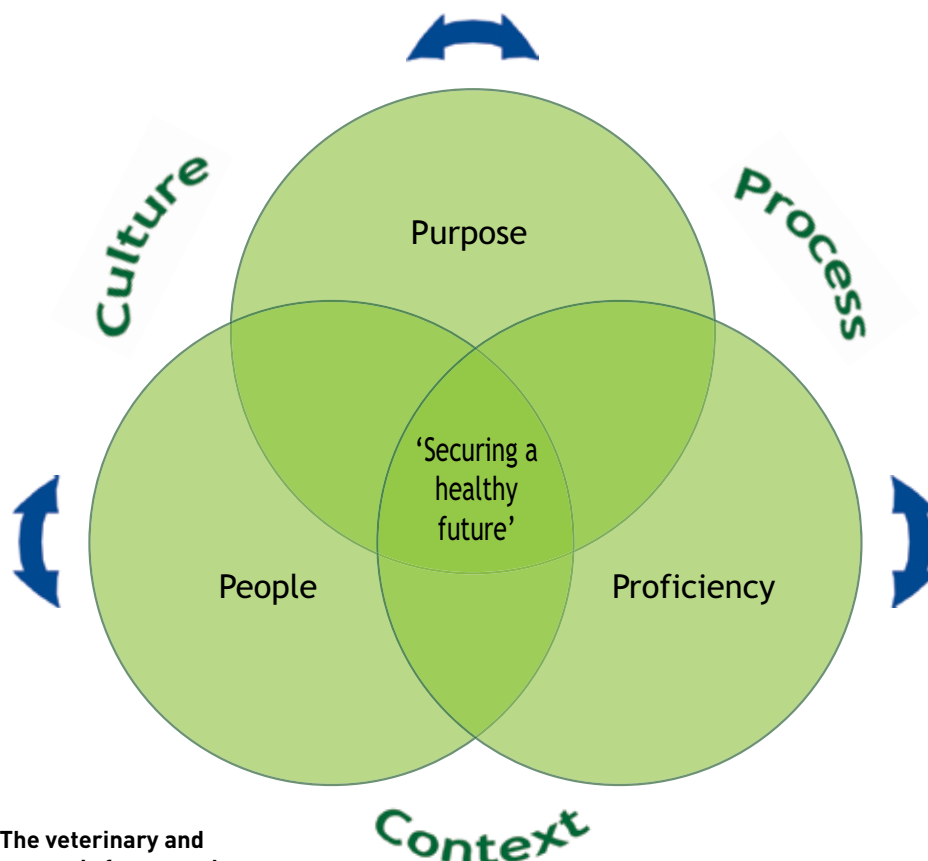 Culture
Process
Purpose
‘Securing a
healthy
future’
People
Proficiency
Context
The veterinary and